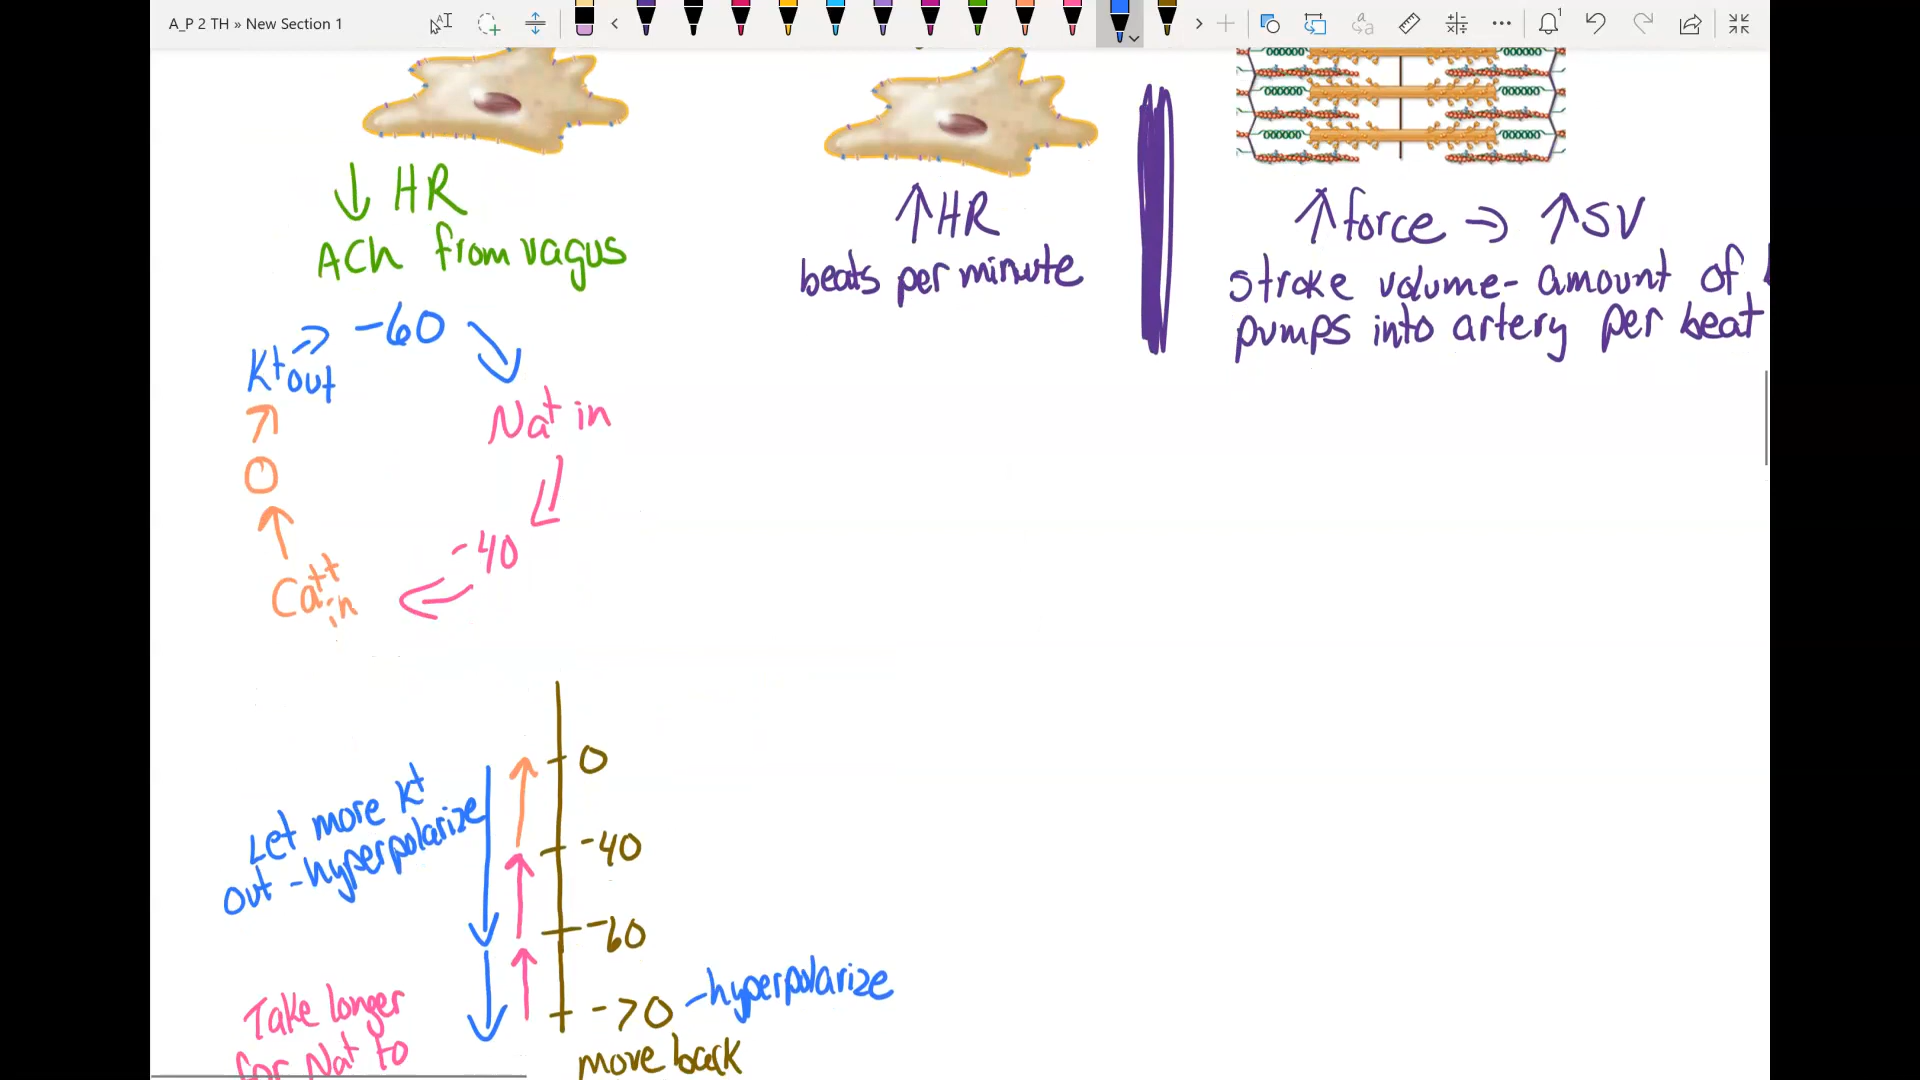 A_P 2 TH » New Section 1
↓ HR
ACh from vagus
↑ HR
beats per minute
↑ force → ↑ SV
stroke volume - amount of
pumps into artery per beat
K+ out → -60
Na+ in
-40
Ca++ in
0
0
-40
-60
-70 - hyperpolarize
move back
Let more K+
out - hyperpolarize
Take longer
for Na+ to